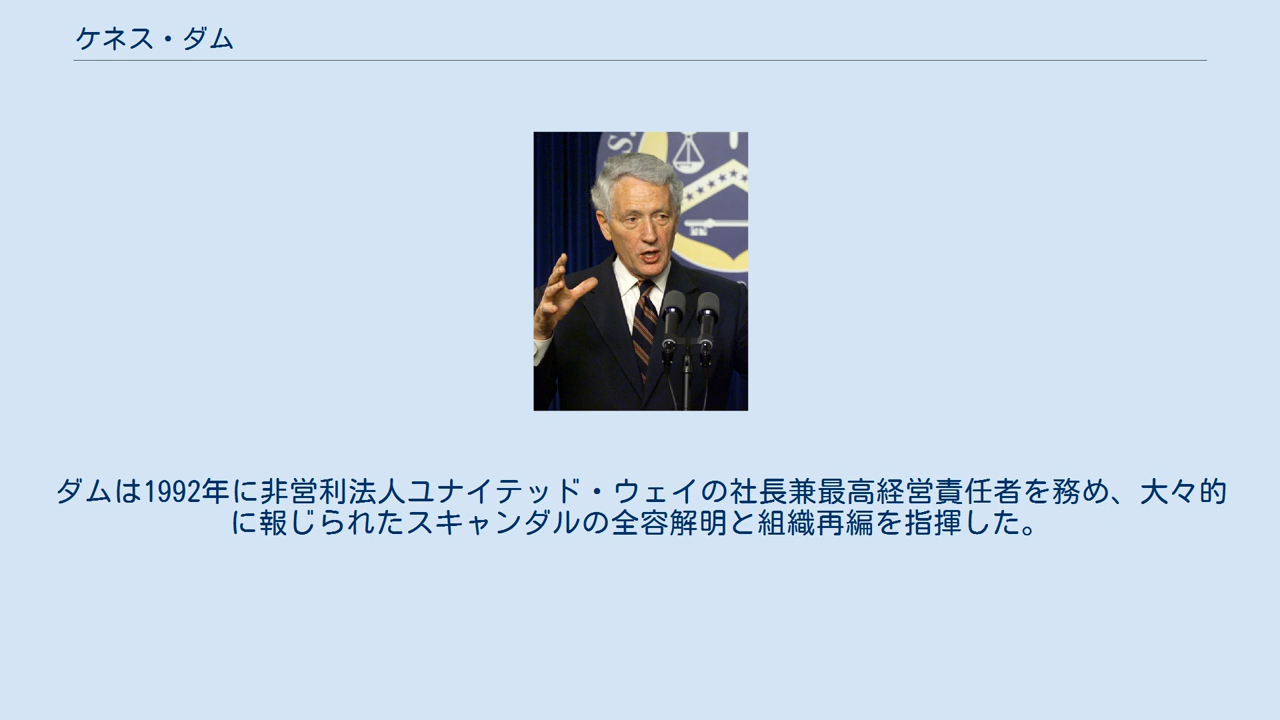 ケネス・ダム
S.
ダムは1992年に非営利法人ユナイテッド・ウェイの社長兼最高経営責任者を務め、大々的
に報じられたスキャンダルの全容解明と組織再編を指揮した。